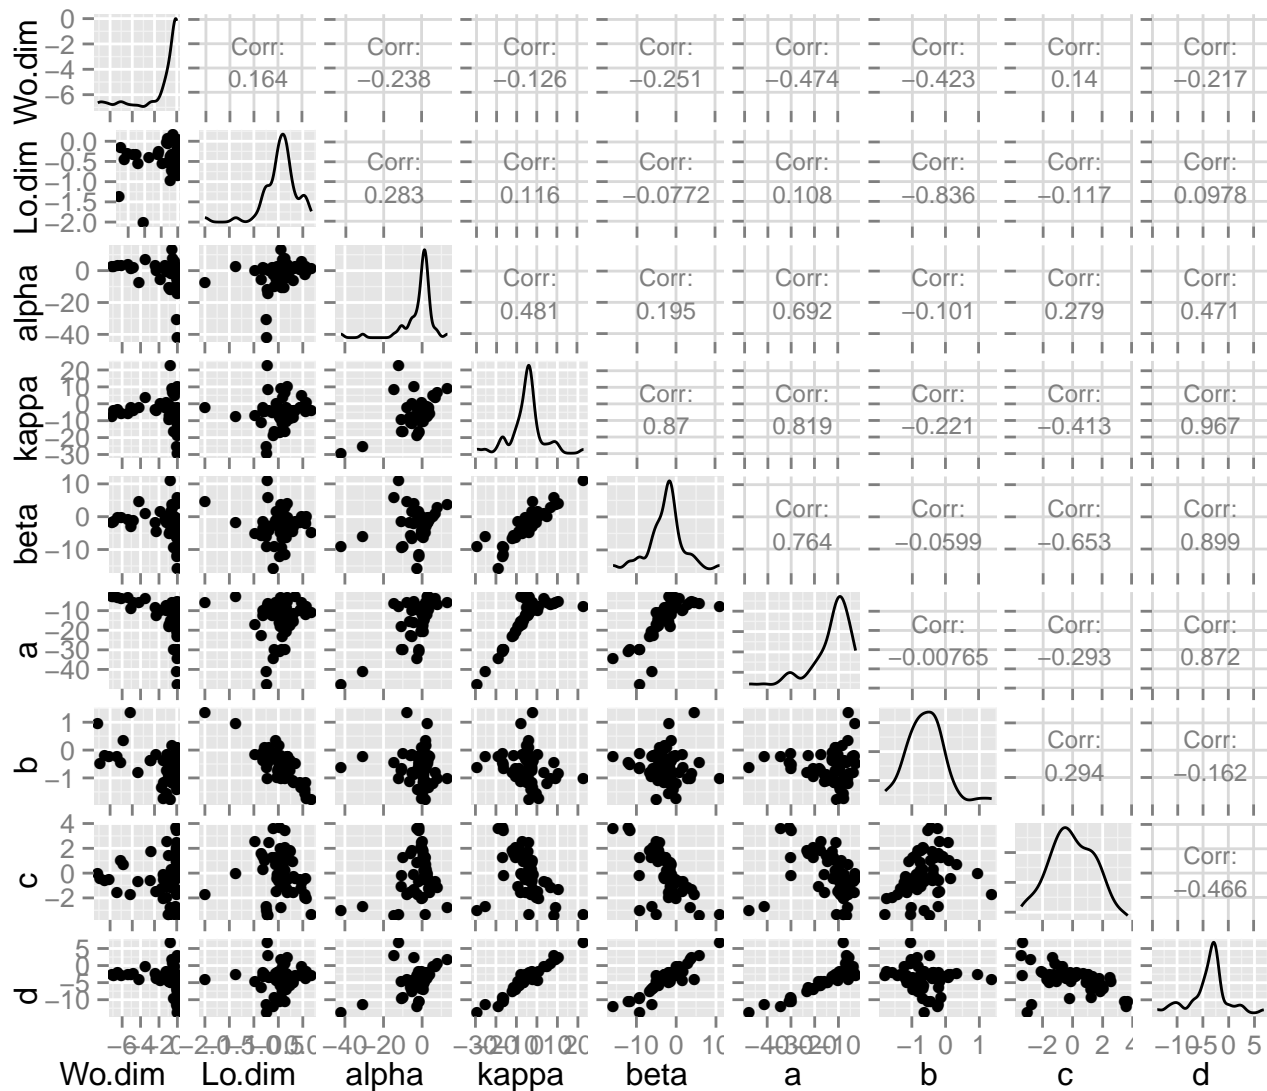 Wo.dim
0
−2
−4
−6
Corr:
0.164
Corr:
−0.238
Corr:
−0.126
Corr:
−0.251
Corr:
−0.474
Corr:
−0.423
Corr:
0.14
Corr:
−0.217
Lo.dim
0.0
−0.5
−1.0
−1.5
−2.0
Corr:
0.283
Corr:
0.116
Corr:
−0.0772
Corr:
0.108
Corr:
−0.836
Corr:
−0.117
Corr:
0.0978
alpha
0
−20
−40
Corr:
0.481
Corr:
0.195
Corr:
0.692
Corr:
−0.101
Corr:
0.279
Corr:
0.471
kappa
20
10
0
−10
−20
−30
Corr:
0.87
Corr:
0.819
Corr:
−0.221
Corr:
−0.413
Corr:
0.967
beta
10
0
−10
Corr:
0.764
Corr:
−0.0599
Corr:
−0.653
Corr:
0.899
a
−10
−20
−30
−40
Corr:
−0.00765
Corr:
−0.293
Corr:
0.872
b
1
0
−1
Corr:
0.294
Corr:
−0.162
c
4
2
0
−2
Corr:
−0.466
d
5
0
−5
−10
−40 0
−10 0 10
−1 0 1
−2 0 2
−10 −5 0 5
Wo.dim Lo.dim alpha kappa beta a b c d